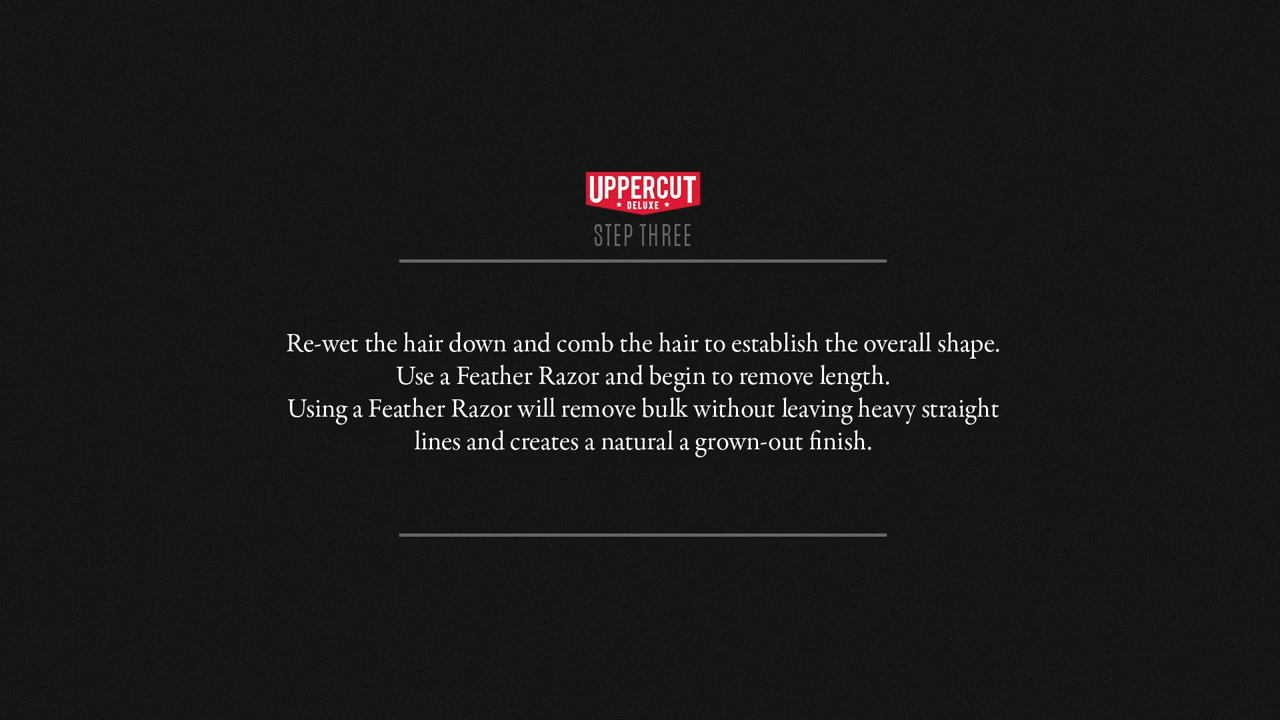 UPPERCUT
DELUXE
STEP THREE
Re-wet the hair down and comb the hair to establish the overall shape.
Use a Feather Razor and begin to remove length.
Using a Feather Razor will remove bulk without leaving heavy straight
lines and creates a natural a grown-out finish.